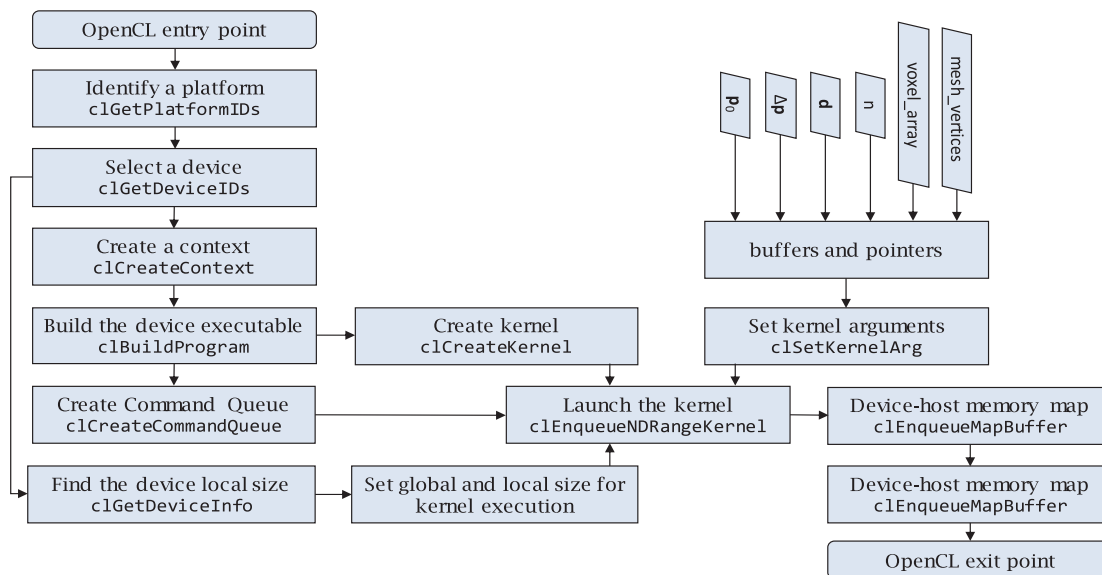 OpenCL entry point
Identify a platform
clGetPlatformIDs
Select a device
clGetDeviceIDs
Create a context
clCreateContext
Build the device executable
clBuildProgram
Create Command Queue
clCreateCommandQueue
Find the device local size
clGetDeviceInfo
Create kernel
clCreateKernel
Set global and local size for
kernel execution
p₀
Δp
d
n
voxel_array
mesh_vertices
buffers and pointers
Set kernel arguments
clSetKernelArg
Launch the kernel
clEnqueueNDRangeKernel
Device-host memory map
clEnqueueMapBuffer
Device-host memory map
clEnqueueMapBuffer
OpenCL exit point